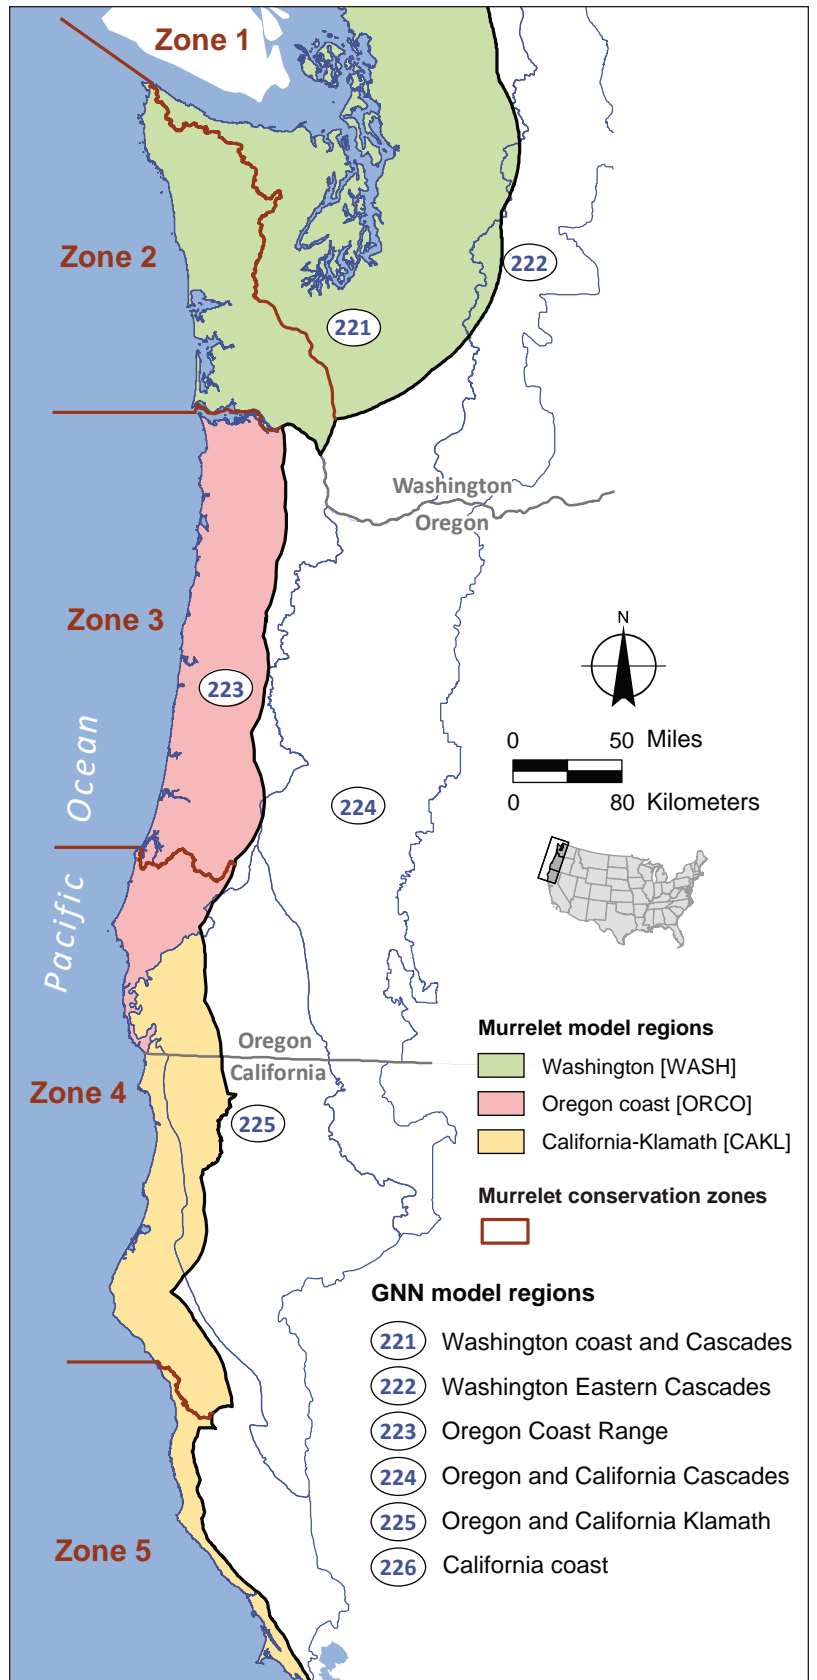 Zone 1
Zone 2
222
221
Washington
Oregon
Zone 3
N
223
0 50 Miles
0 80 Kilometers
Pacific Ocean
224
Oregon
California
Zone 4
225
Murrelet model regions
Washington [WASH]
Oregon coast [ORCO]
California-Klamath [CAKL]
Murrelet conservation zones
GNN model regions
221 Washington coast and Cascades
222 Washington Eastern Cascades
223 Oregon Coast Range
224 Oregon and California Cascades
225 Oregon and California Klamath
226 California coast
Zone 5